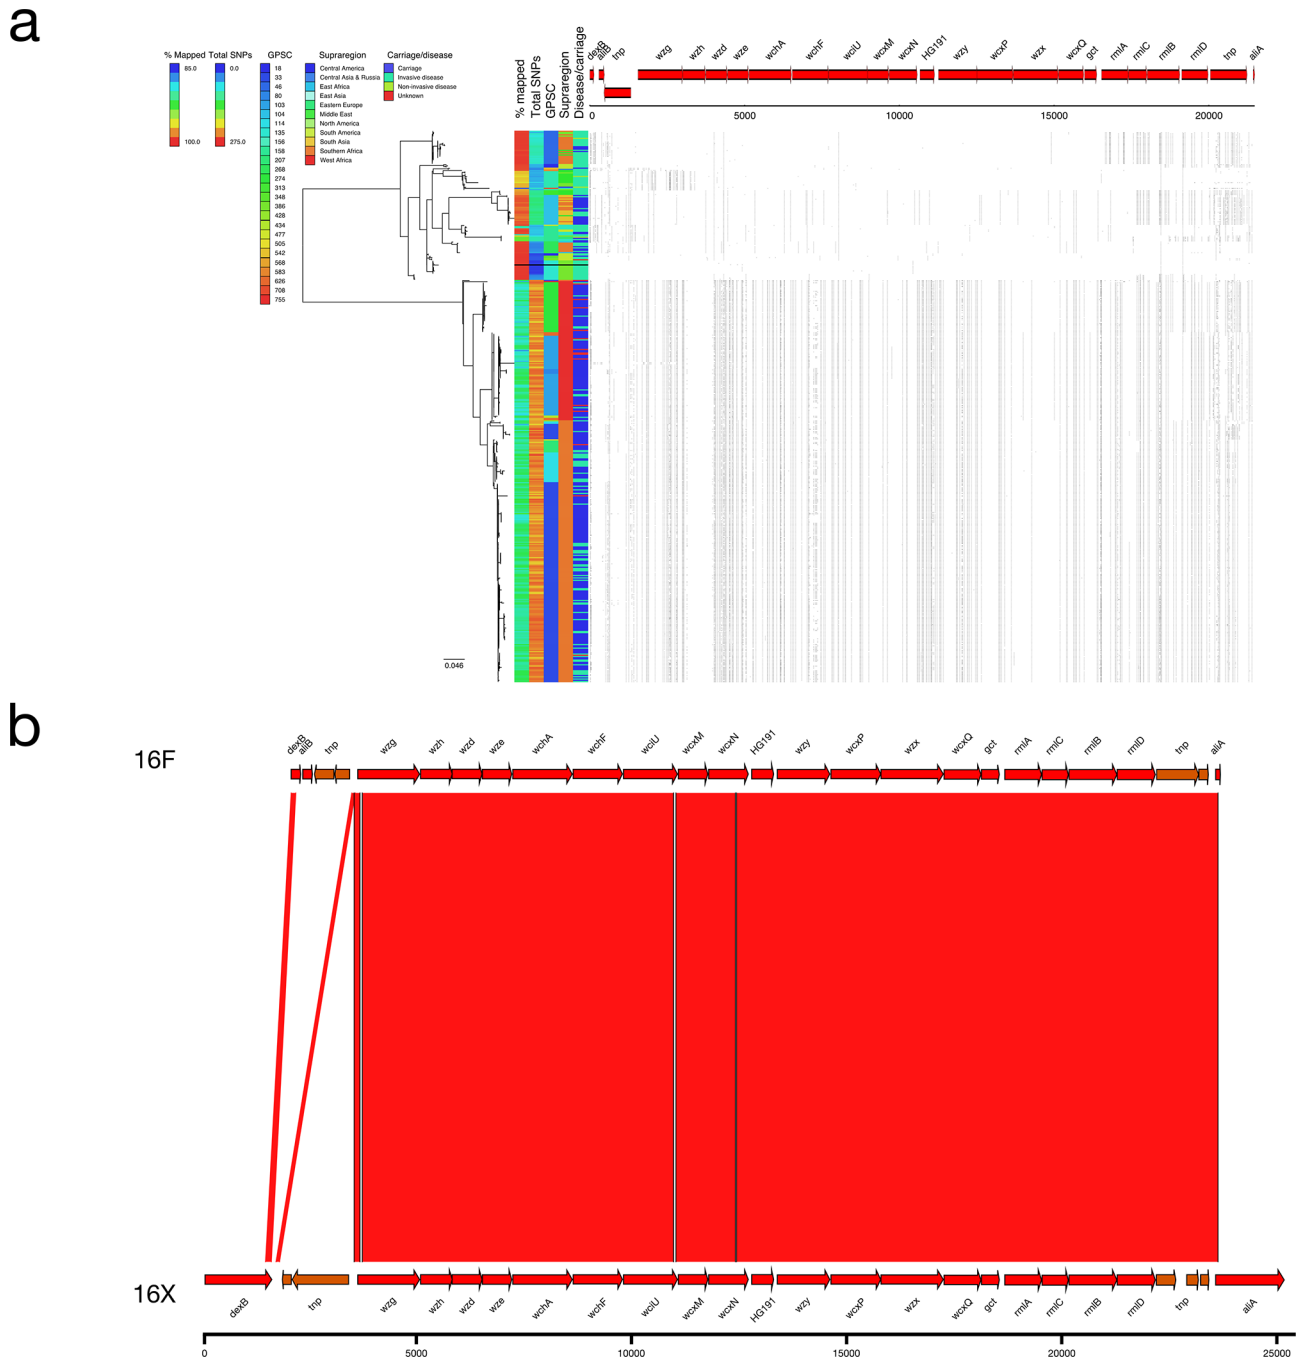 a
% Mapped Total SNPs GPSC Supraregion Carriage/disease
85.0 0.0
100.0 275.0
18
33
46
80
103
104
114
135
156
158
207
268
274
313
348
386
428
434
477
505
542
568
583
626
708
755
Central America
Central Asia & Russia
East Africa
East Asia
Eastern Europe
Middle East
North America
South America
South Asia
Southern Africa
West Africa
Carriage
Invasive disease
Non-invasive disease
Unknown
% mapped
Total SNPs
GPSC
Supraregion
Disease/carriage
dexB aliB tnp wzg wzh wzd wze wchA wchF wciU wcxM wcxN HG191 wzy wcxP wzx wcxQ gct rmlA rmlC rmlB rmlD tnp aliA
0 5000 10000 15000 20000
0.046
b
16F
dexB aliB tnp wzg wzh wzd wze wchA wchF wciU wcxM wcxN HG191 wzy wcxP wzx wcxQ gct rmlA rmlC rmlB rmlD tnp aliA
16X
dexB tnp wzg wzh wzd wze wchA wchF wciU wcxM wcxN HG191 wzy wcxP wzx wcxQ gct rmlA rmlC rmlB rmlD tnp aliA
0 5000 10000 15000 20000 25000